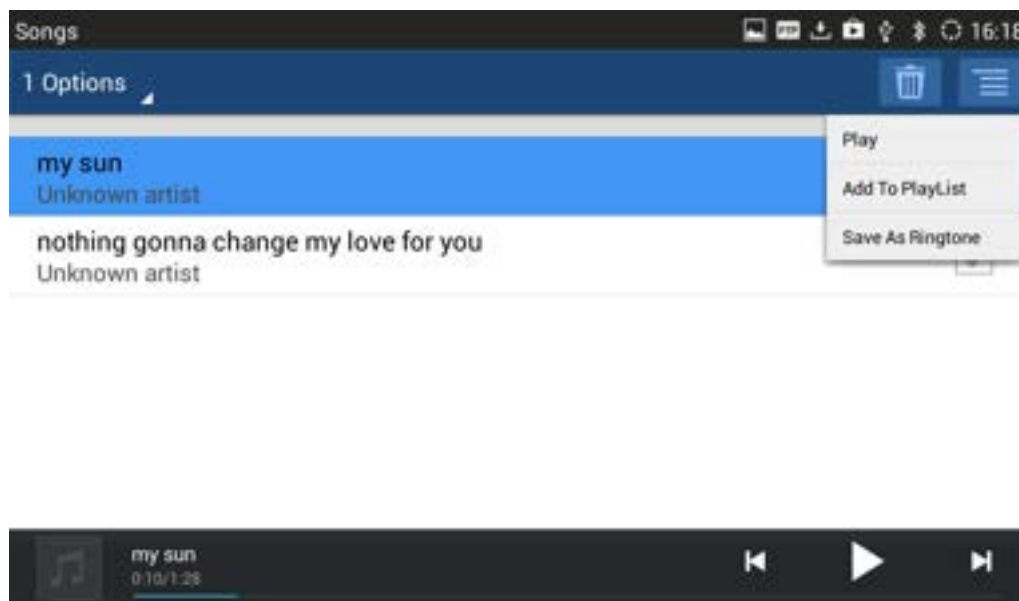 Songs
16:18
1 Options
Play
my sun
Unknown artist
Add To PlayList
nothing gonna change my love for you
Save As Ringtone
Unknown artist
my sun
0:10/1:28